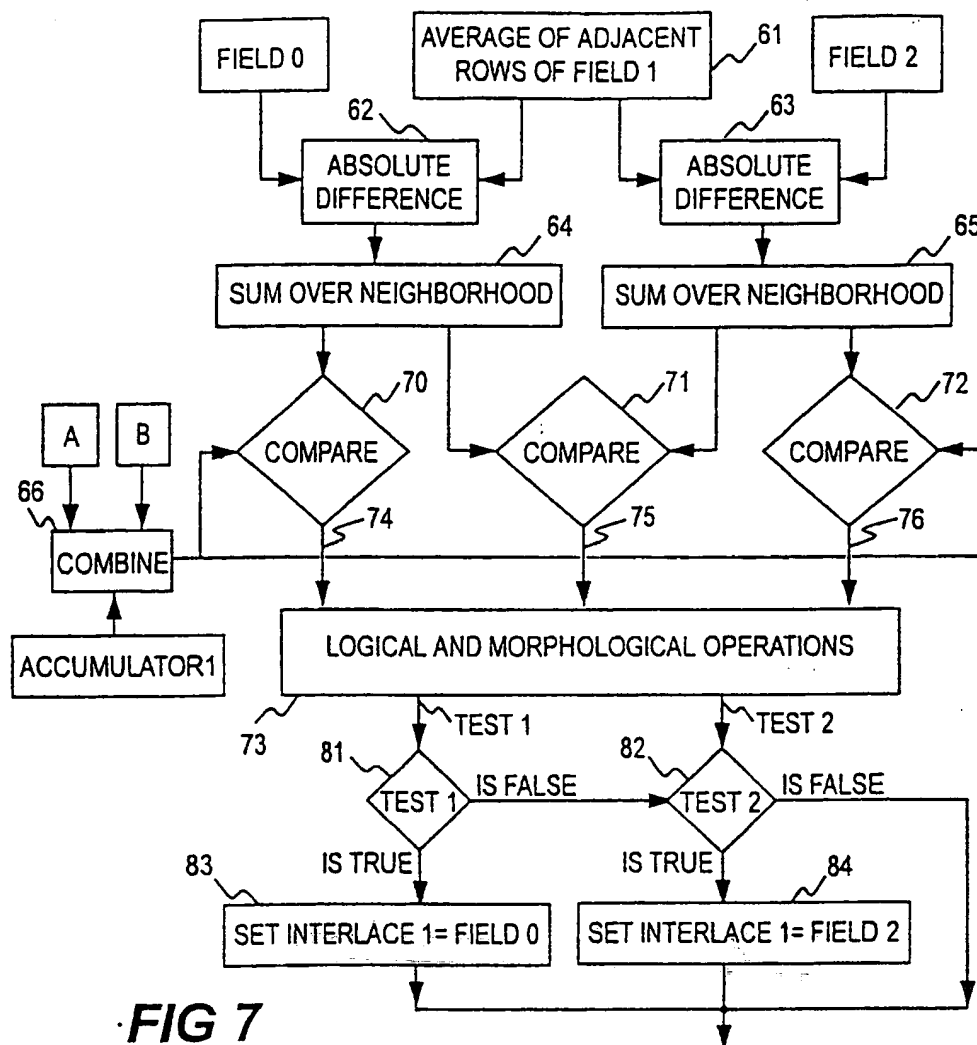 FIELD 0
AVERAGE OF ADJACENT
ROWS OF FIELD 1
61
FIELD 2
62
63
ABSOLUTE
DIFFERENCE
ABSOLUTE
DIFFERENCE
64
65
SUM OVER NEIGHBORHOOD
SUM OVER NEIGHBORHOOD
70
71
72
A
B
COMPARE
COMPARE
COMPARE
66
74
75
76
COMBINE
LOGICAL AND MORPHOLOGICAL OPERATIONS
ACCUMULATOR1
73
TEST 1
TEST 2
81
82
TEST 1
IS FALSE
TEST 2
IS FALSE
IS TRUE
IS TRUE
83
84
SET INTERLACE 1= FIELD 0
SET INTERLACE 1= FIELD 2
FIG 7